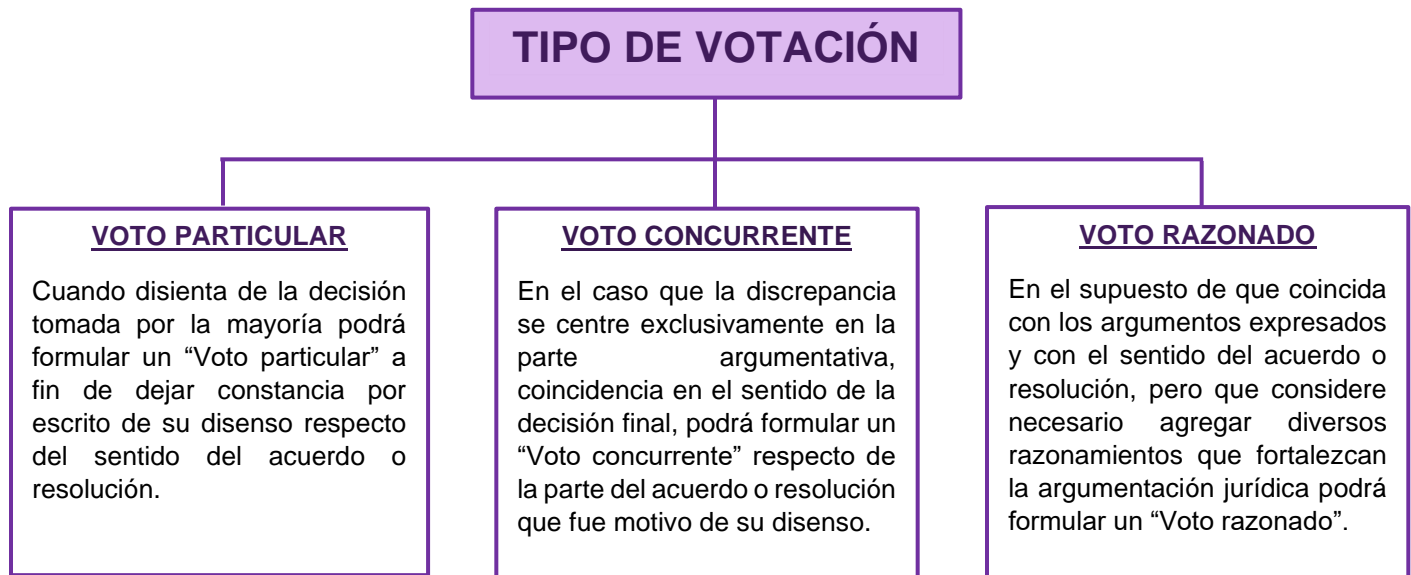 TIPO DE VOTACIÓN
VOTO PARTICULAR
Cuando disienta de la decisión
tomada por la mayoría podrá
formular un “Voto particular” a
fin de dejar constancia por
escrito de su disenso respecto
del sentido del acuerdo o
resolución.
VOTO CONCURRENTE
En el caso que la discrepancia
se centre exclusivamente en la
parte argumentativa,
coincidencia en el sentido de la
decisión final, podrá formular un
“Voto concurrente” respecto de
la parte del acuerdo o resolución
que fue motivo de su disenso.
VOTO RAZONADO
En el supuesto de que coincida
con los argumentos expresados
y con el sentido del acuerdo o
resolución, pero que considere
necesario agregar diversos
razonamientos que fortalezcan
la argumentación jurídica podrá
formular un “Voto razonado”.